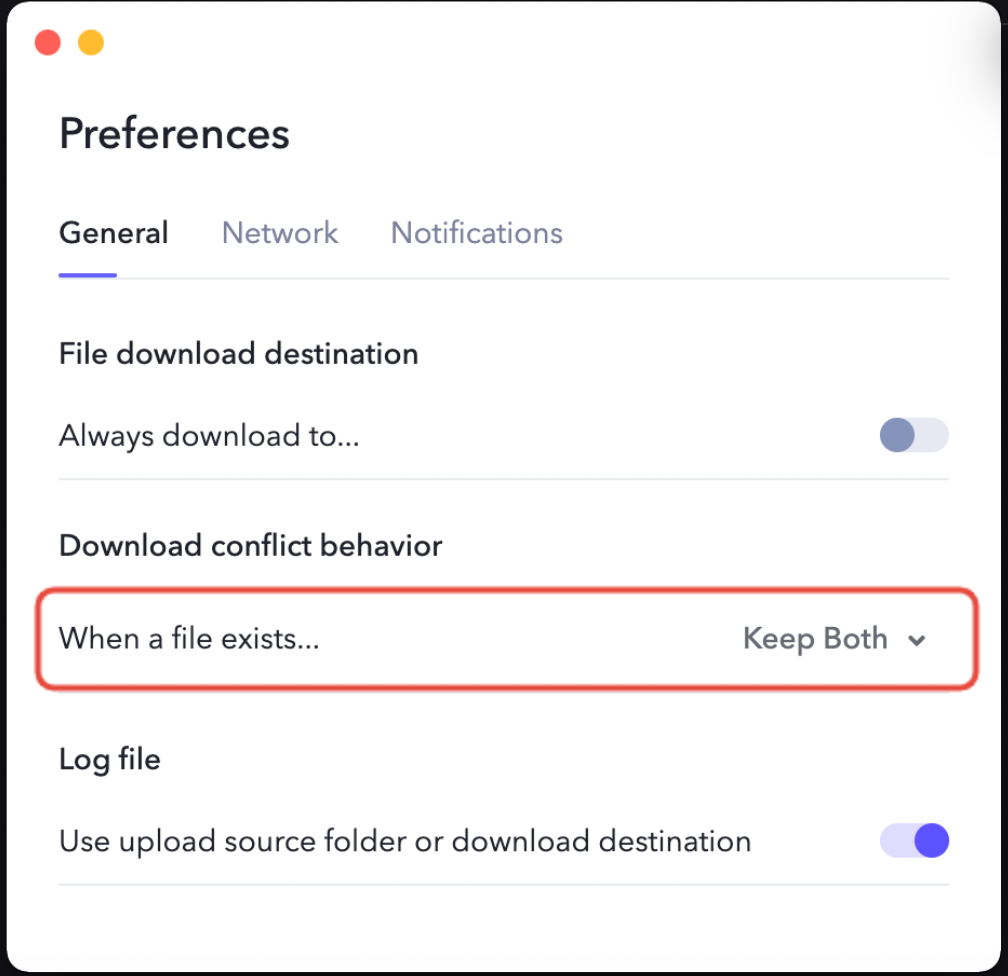 Preferences
General Network Notifications
File download destination
Always download to...
Download conflict behavior
When a file exists... Keep Both
Log file
Use upload source folder or download destination